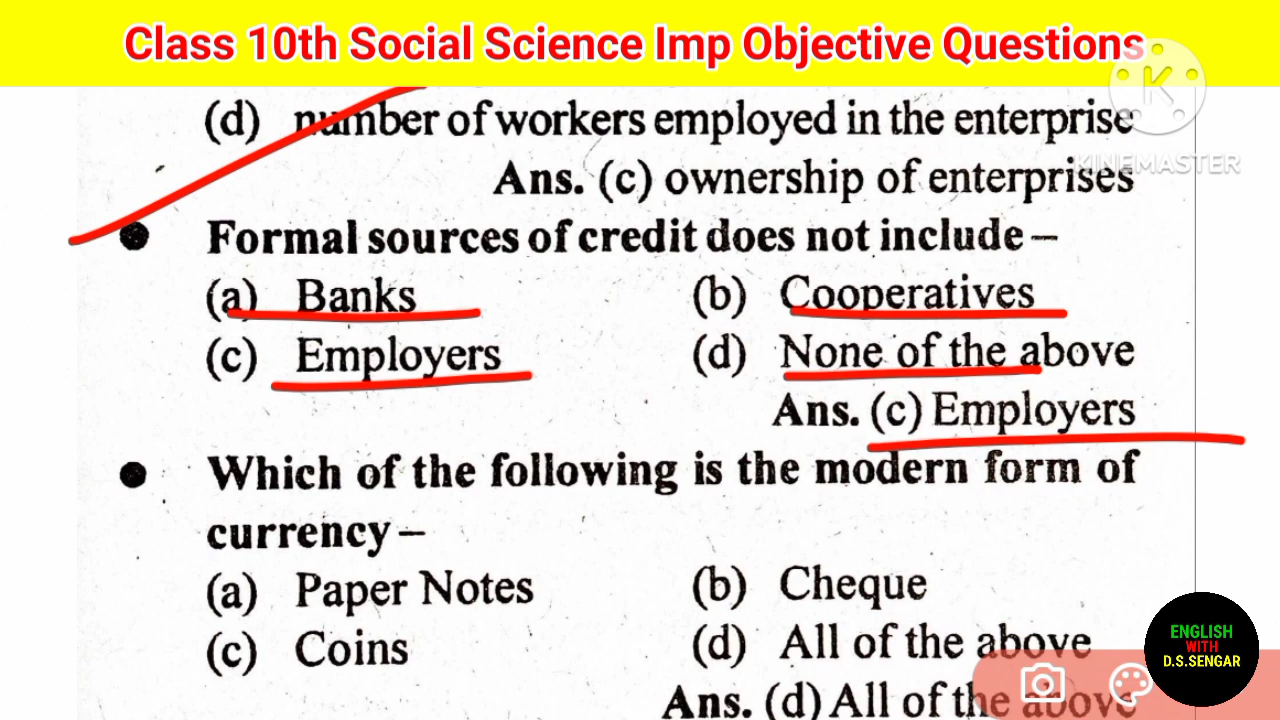 Class 10th Social Science Imp Objective Questions
K
KINEMASTER
(d) number of workers employed in the enterprise
Ans. (c) ownership of enterprises
● Formal sources of credit does not include –
(a) Banks (b) Cooperatives
(c) Employers (d) None of the above
Ans. (c) Employers
● Which of the following is the modern form of
currency –
(a) Paper Notes (b) Cheque
(c) Coins (d) All of the above
Ans. (d) All of the above
ENGLISH
WITH
D.S.SENGAR